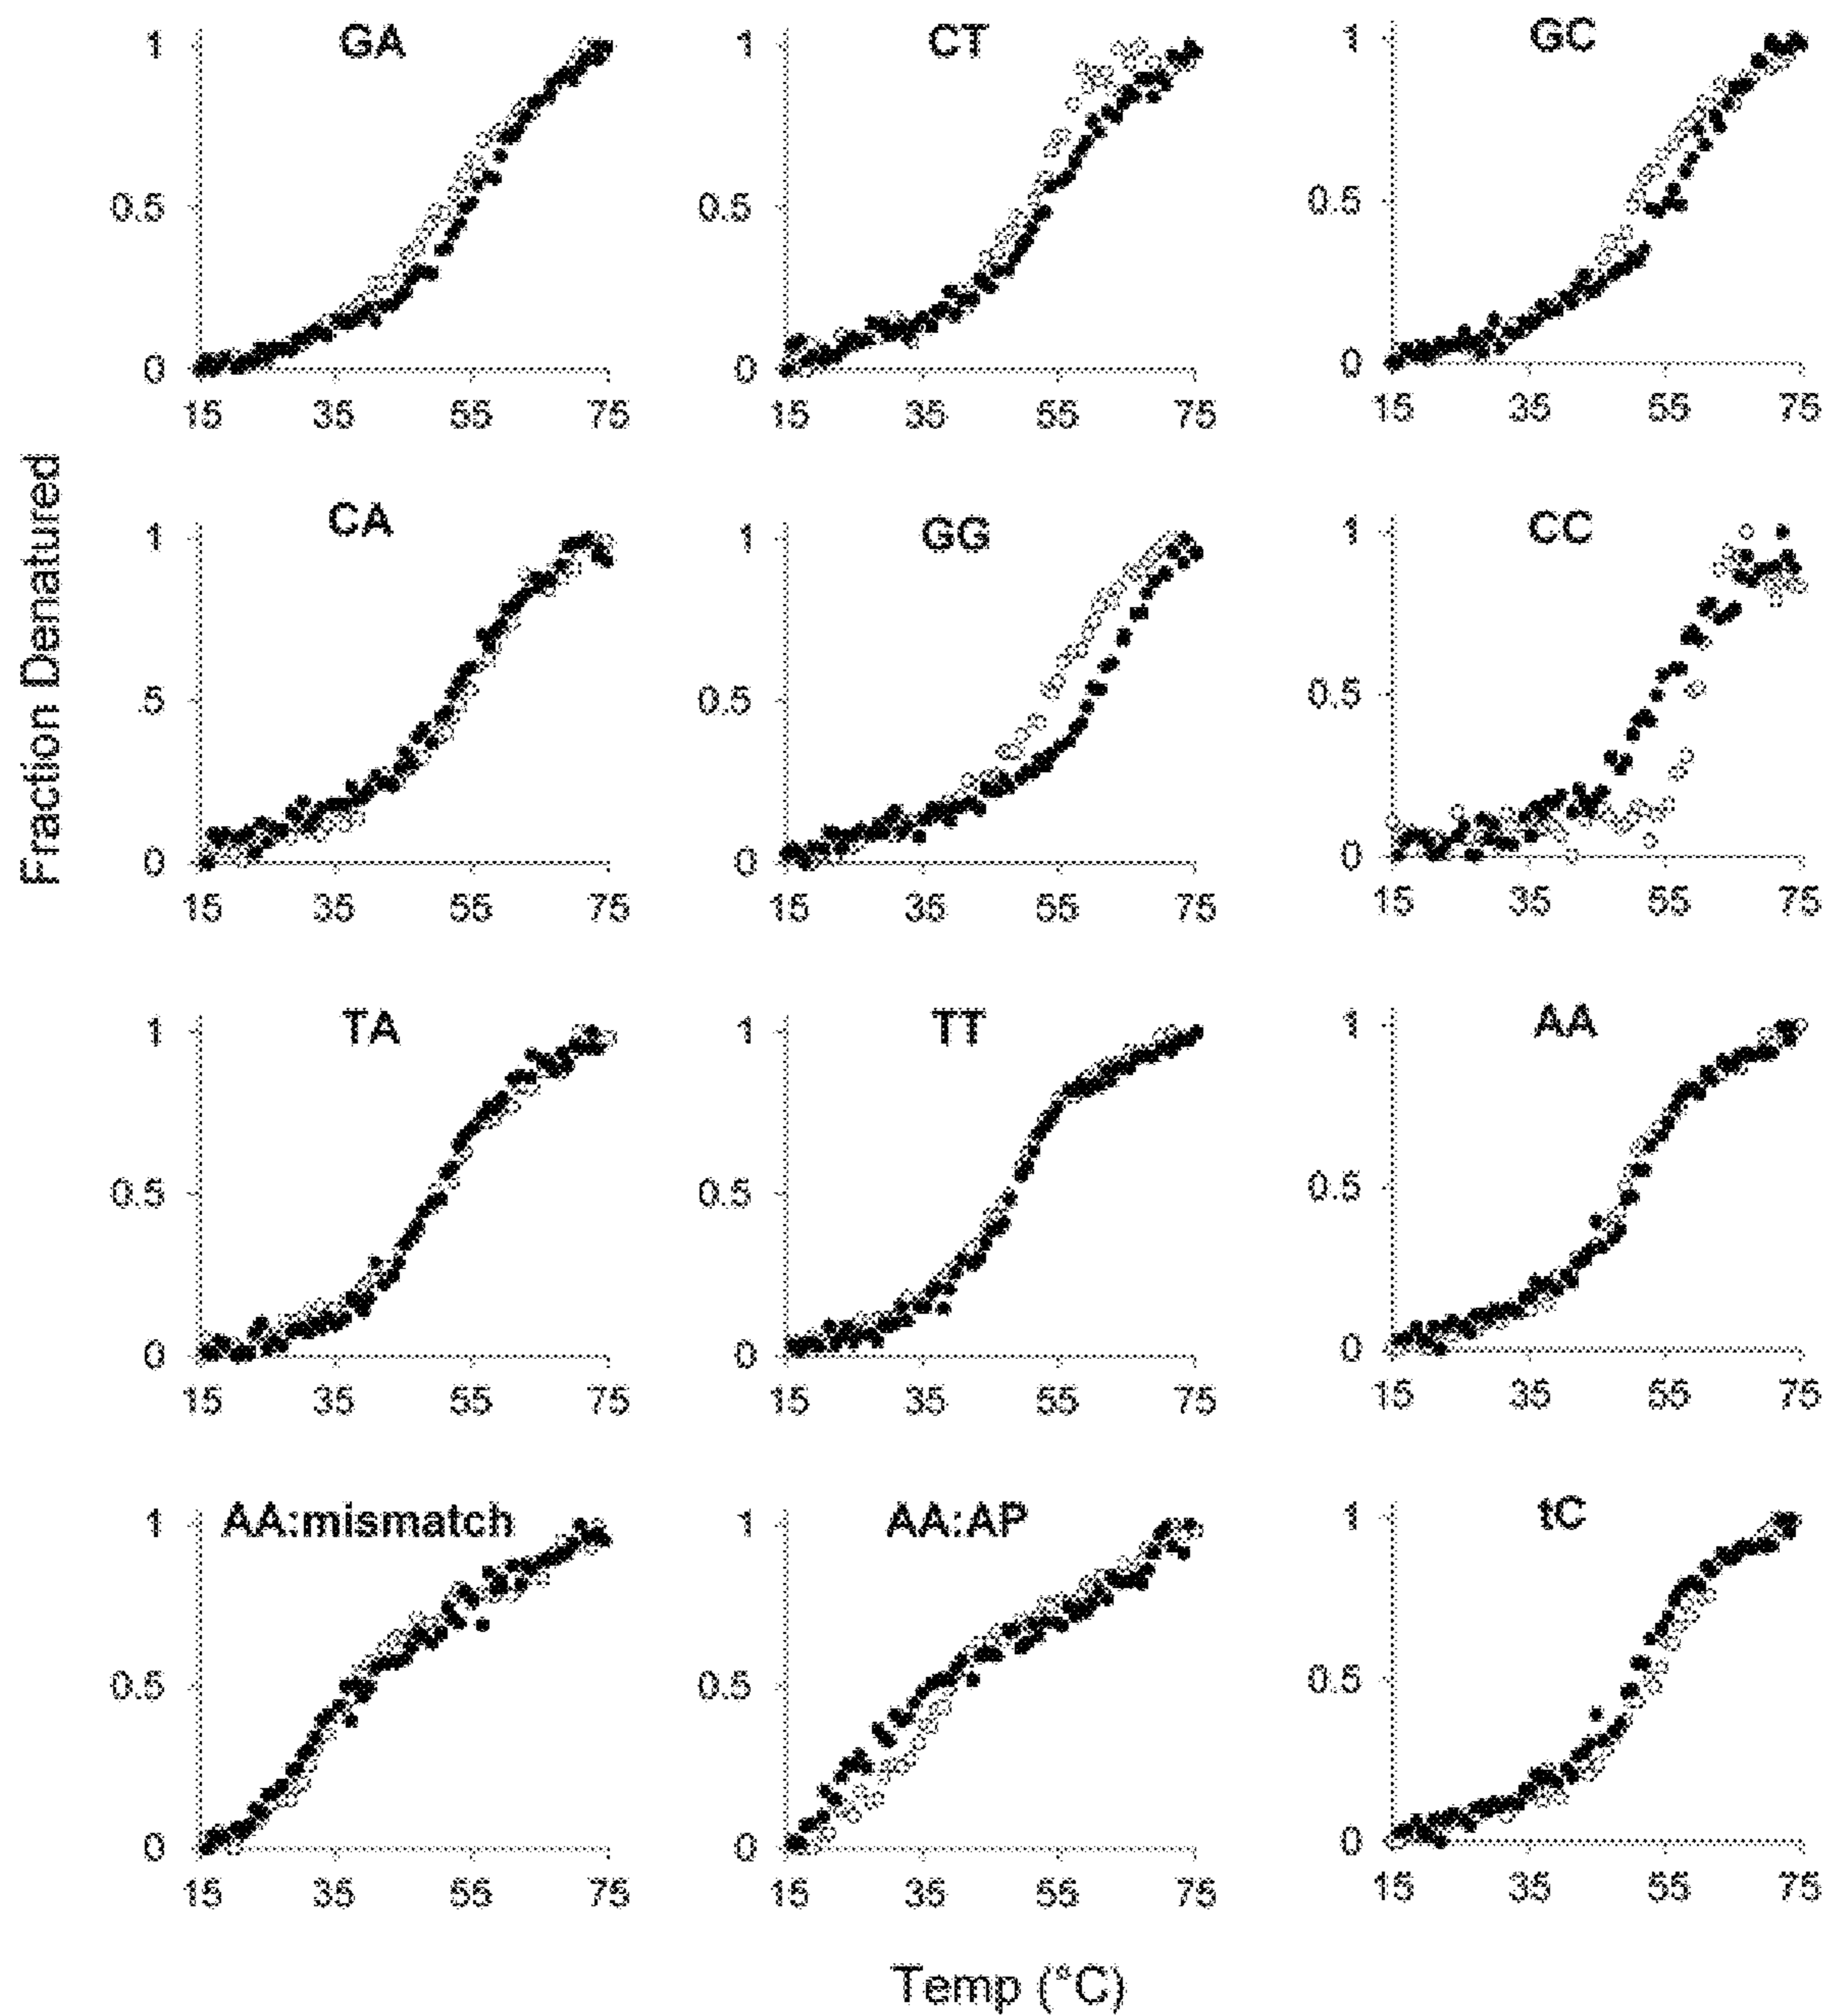 GA CT GC
1 1 1
0.5 0.5 0.5
0 0 0
15 35 55 75 15 35 55 75 15 35 55 75
Fraction Denatured
CA GG CC
1 1 1
.5 0.5 0.5
0 0 0
15 35 55 75 15 35 55 75 15 35 55 75
TA TT AA
1 1 1
0.5 0.5 0.5
0 0 0
15 35 55 75 15 35 55 75 15 35 55 75
AA:mismatch AA:AP tC
1 1 1
0.5 0.5 0.5
0 0 0
15 35 55 75 15 35 55 75 15 35 55 75
Temp (°C)